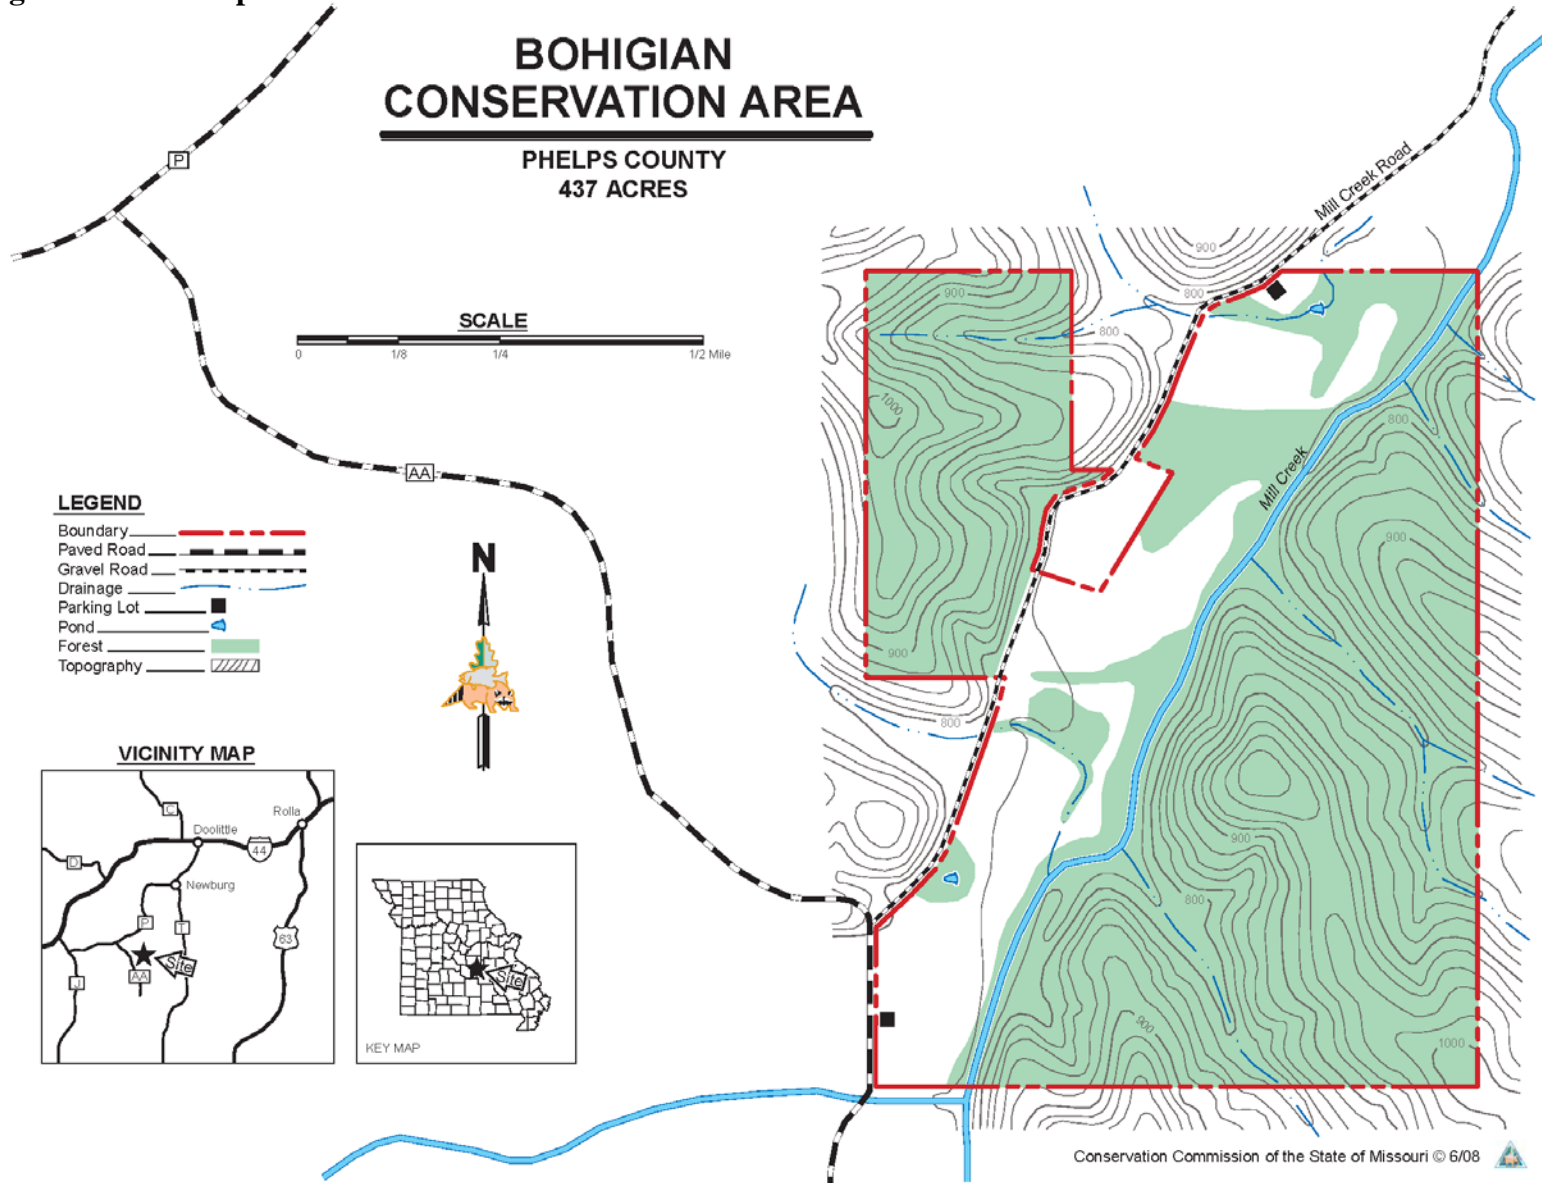 BOHIGIAN
CONSERVATION AREA
PHELPS COUNTY
437 ACRES
P
Mill Creek Road
900
800
900
800
SCALE
0 1/8 1/4 1/2 Mile
1000
800
AA
Mill Creek
LEGEND
Boundary
Paved Road
Gravel Road
Drainage
Parking Lot
Pond
Forest
Topography
N
900
900
800
VICINITY MAP
C
Rolla
Doolittle
44
D
Newburg
P
T
63
Site
AA
J
Site
KEY MAP
900
800
900
1000
Conservation Commission of the State of Missouri © 6/08